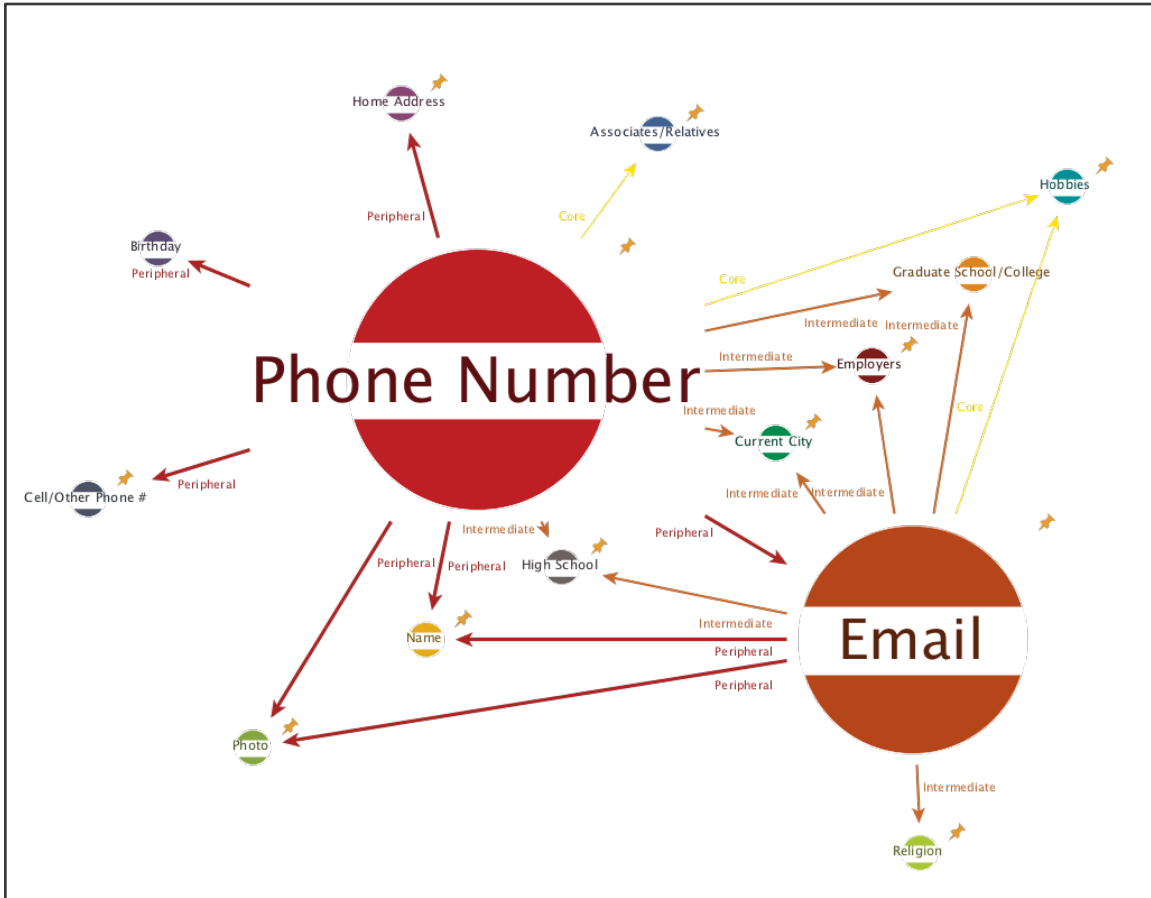 Home Address
Associates/Relatives
Hobbies
Peripheral
Core
Birthday
Peripheral
Core
Graduate School/College
Intermediate
Intermediate
Intermediate
Employers
Phone Number
Intermediate
Core
Current City
Cell/Other Phone #
Peripheral
Intermediate
Intermediate
Intermediate
Peripheral
Peripheral
Peripheral
High School
Name
Intermediate
Peripheral
Email
Peripheral
Photo
Intermediate
Religion